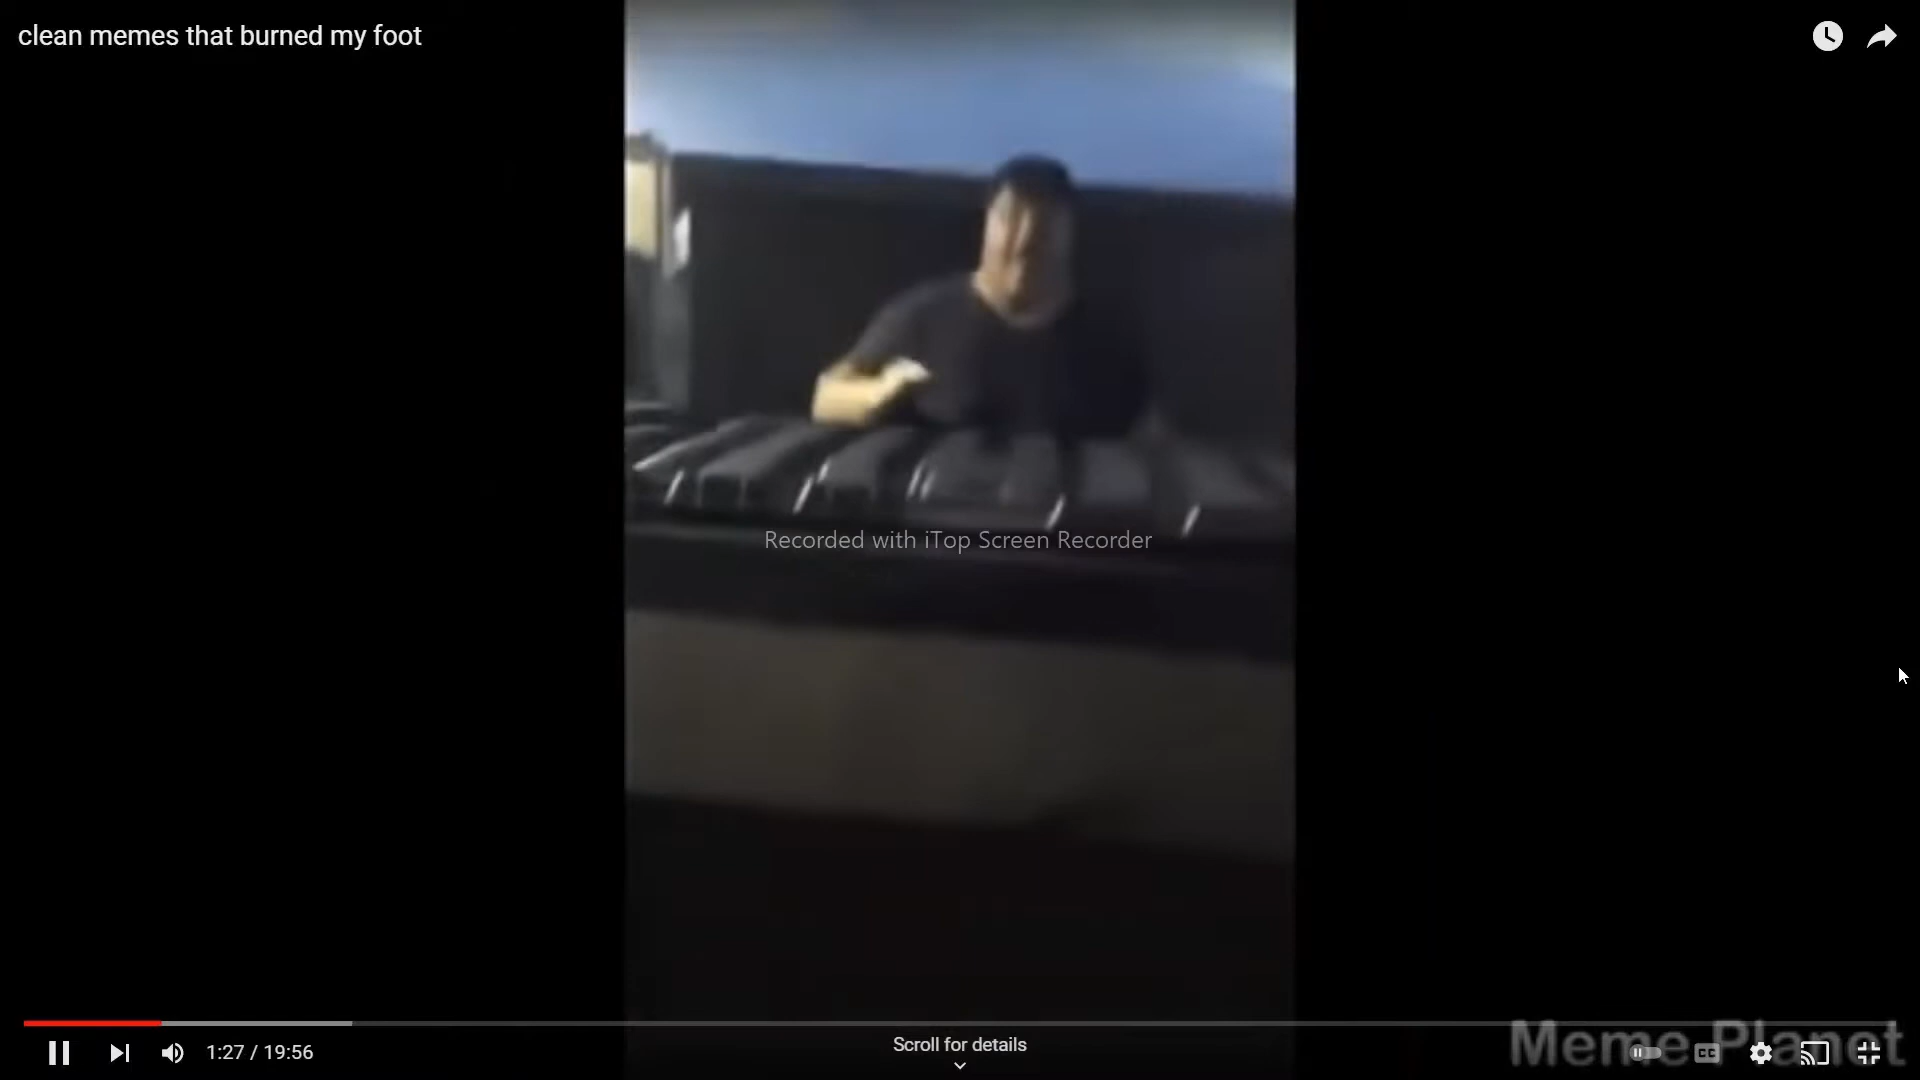 clean memes that burned my foot
Recorded with iTop Screen Recorder
Scroll for details
1:27 / 19:56
CC
Meme Planet